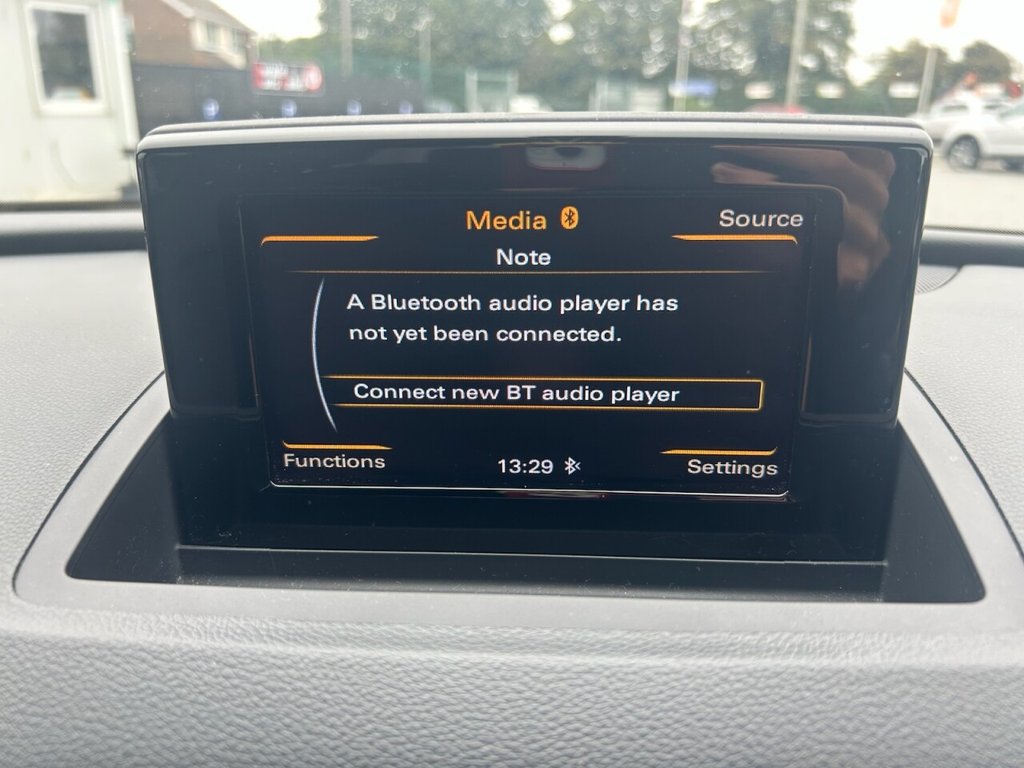 Media
Source
Note
A Bluetooth audio player has
not yet been connected.
Connect new BT audio player
Functions
13:29
Settings